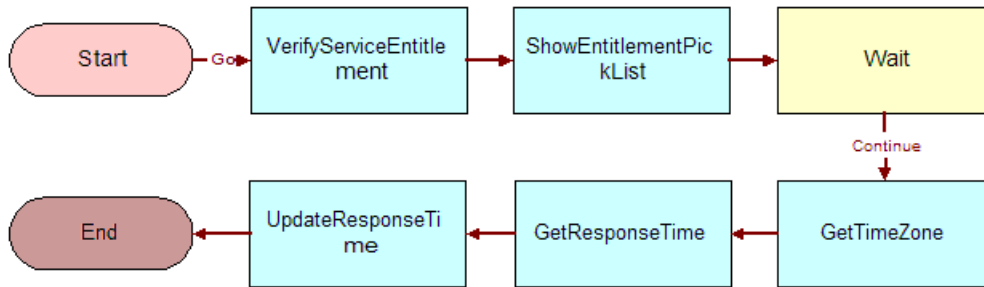 Start
Go
VerifyServiceEntitle
ment
ShowEntitlementPic
kList
Wait
Continue
GetTimeZone
GetResponseTime
UpdateResponseTi
me
End